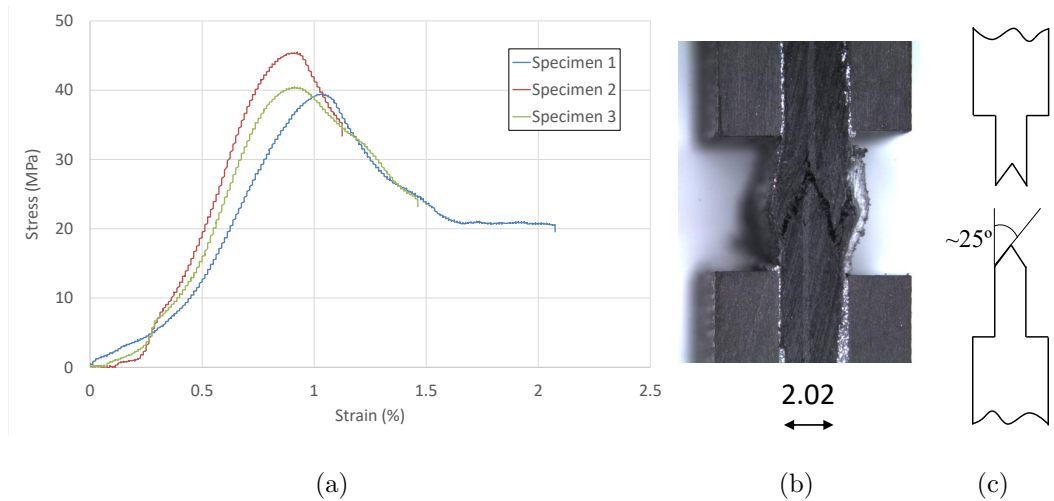 50
40
30
20
10
0
Stress (MPa)
0
0.5
1
1.5
2
2.5
Strain (%)
Specimen 1
Specimen 2
Specimen 3
2.02
~25º
(a)
(b)
(c)